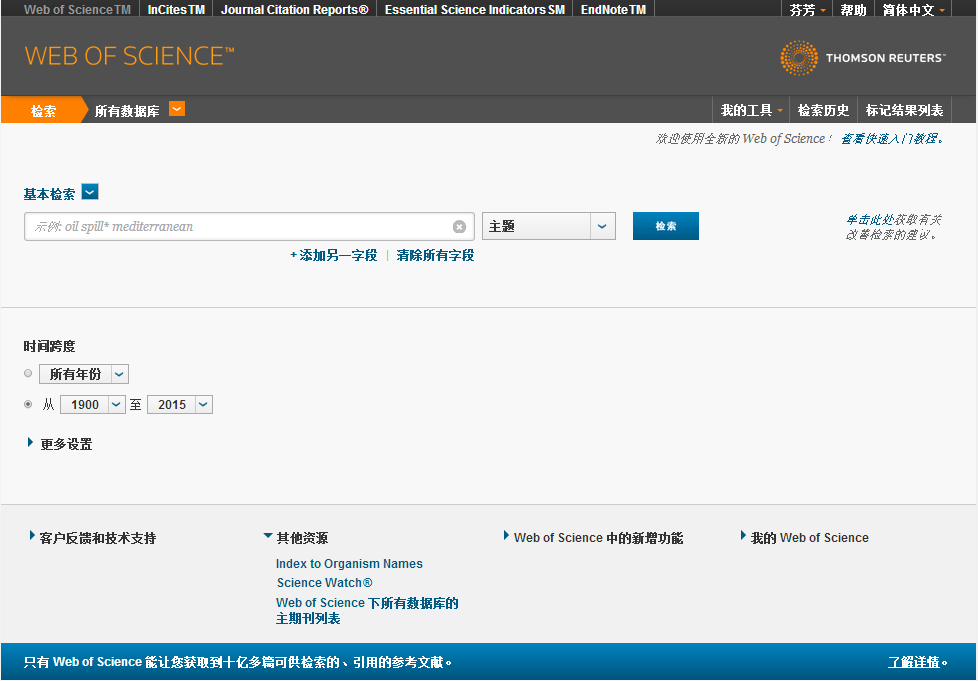 Web of Science™ InCites™ Journal Citation Reports® Essential Science Indicators SM EndNote™ 芬芳 帮助 简体中文
WEB OF SCIENCE™
THOMSON REUTERS™
检索 所有数据库 我的工具 检索历史 标记结果列表
欢迎使用全新的 Web of Science! 查看快速入门教程。
基本检索
示例: oil spill* mediterranean 主题 检索
单击此处获取有关
改善检索的建议。
+ 添加另一字段 | 清除所有字段
时间跨度
所有年份
从 1900 至 2015
更多设置
客户反馈和技术支持 其他资源 Web of Science 中的新增功能 我的 Web of Science
Index to Organism Names
Science Watch®
Web of Science 下所有数据库的
主期刊列表
只有 Web of Science 能让您获取到十亿多篇可供检索的、引用的参考文献。 了解详情。